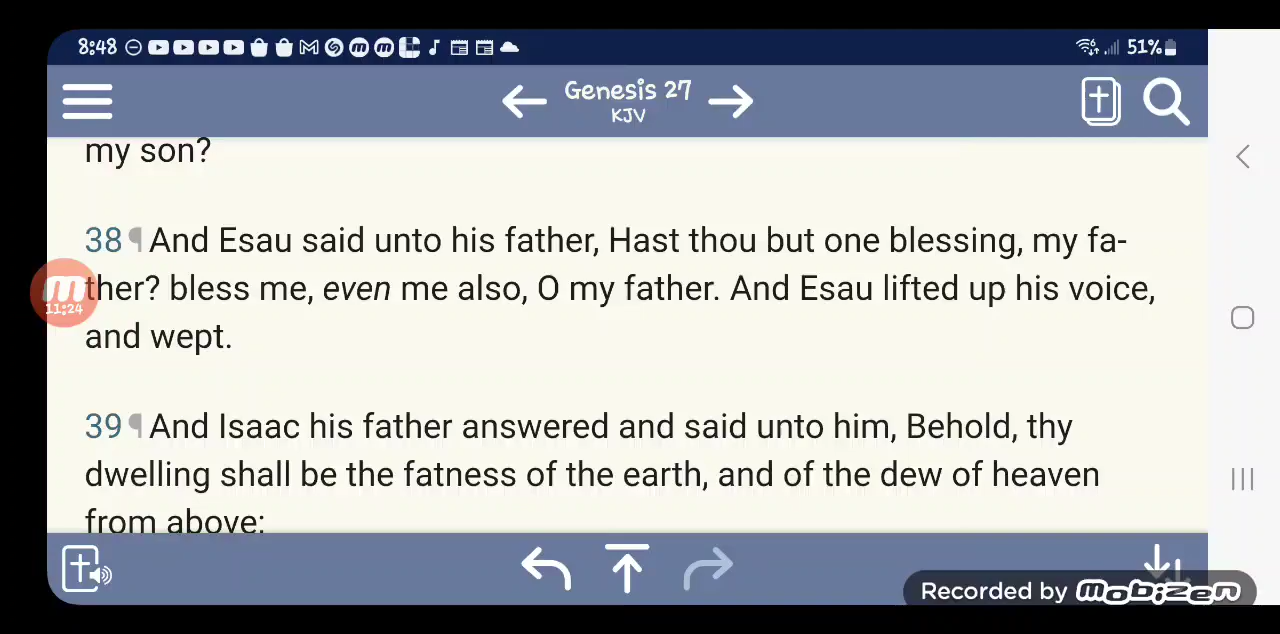 8:48 51%
Genesis 27
KJV
my son?
38 ¶ And Esau said unto his father, Hast thou but one blessing, my fa-
ther? bless me, even me also, O my father. And Esau lifted up his voice,
and wept.
11:24
39 ¶ And Isaac his father answered and said unto him, Behold, thy
dwelling shall be the fatness of the earth, and of the dew of heaven
from above:
Recorded by mobizen